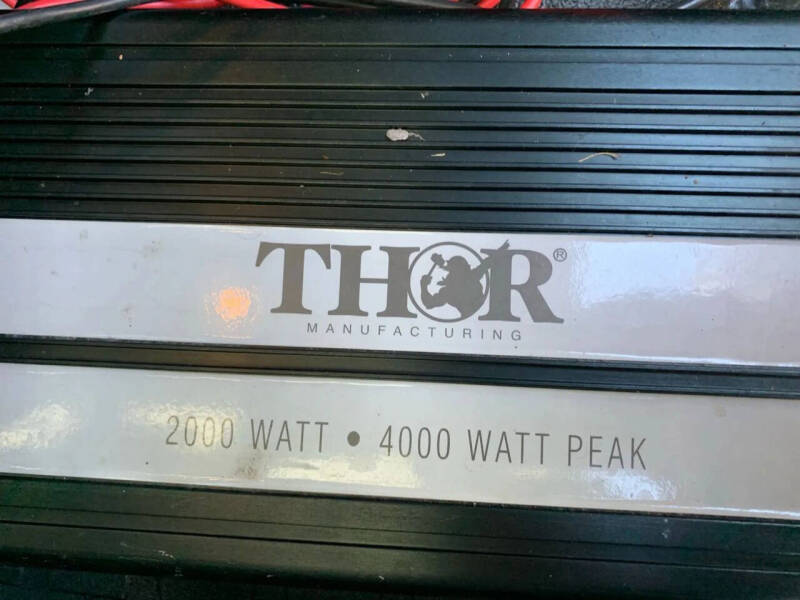 THOR®
MANUFACTURING
2000 WATT • 4000 WATT PEAK